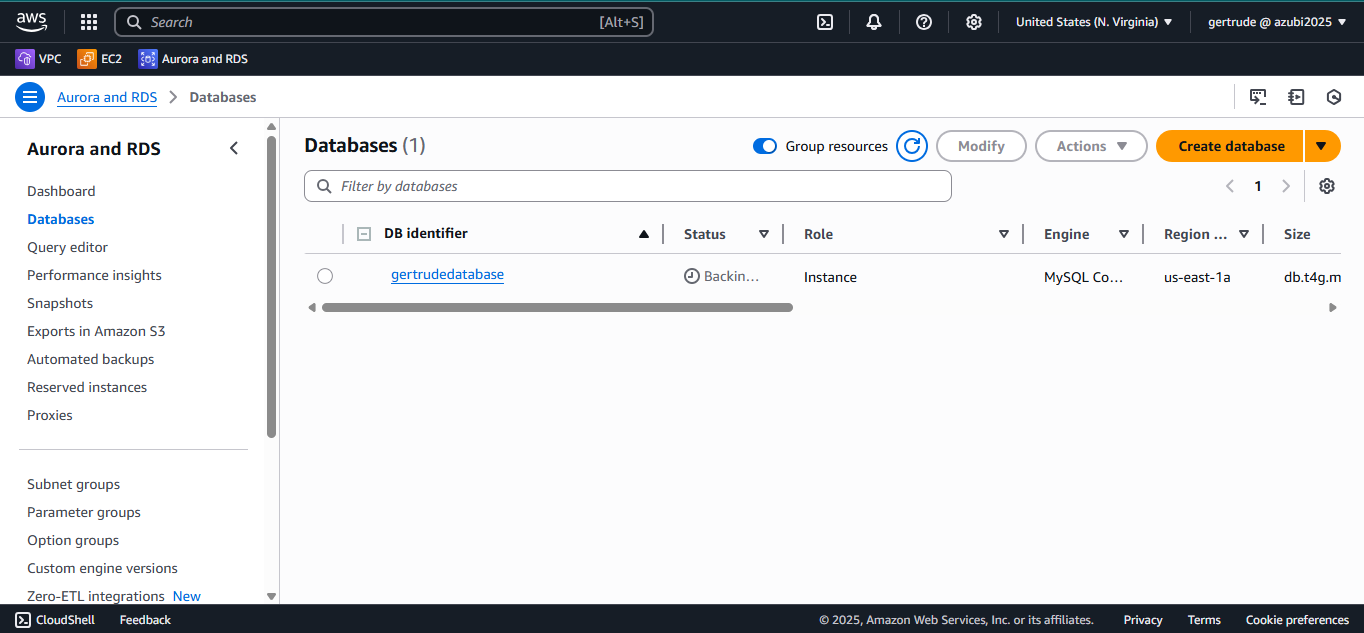 aws Search [Alt+S] United States (N. Virginia) gertrude @ azubi2025
VPC EC2 Aurora and RDS
Aurora and RDS Databases
Aurora and RDS
Dashboard
Databases
Query editor
Performance insights
Snapshots
Exports in Amazon S3
Automated backups
Reserved instances
Proxies
Subnet groups
Parameter groups
Option groups
Custom engine versions
Zero-ETL integrations New
Databases (1) Group resources Modify Actions Create database
Filter by databases 1
DB identifier Status Role Engine Region ... Size
gertrudedatabase Backin... Instance MySQL Co... us-east-1a db.t4g.m
CloudShell Feedback © 2025, Amazon Web Services, Inc. or its affiliates. Privacy Terms Cookie preferences